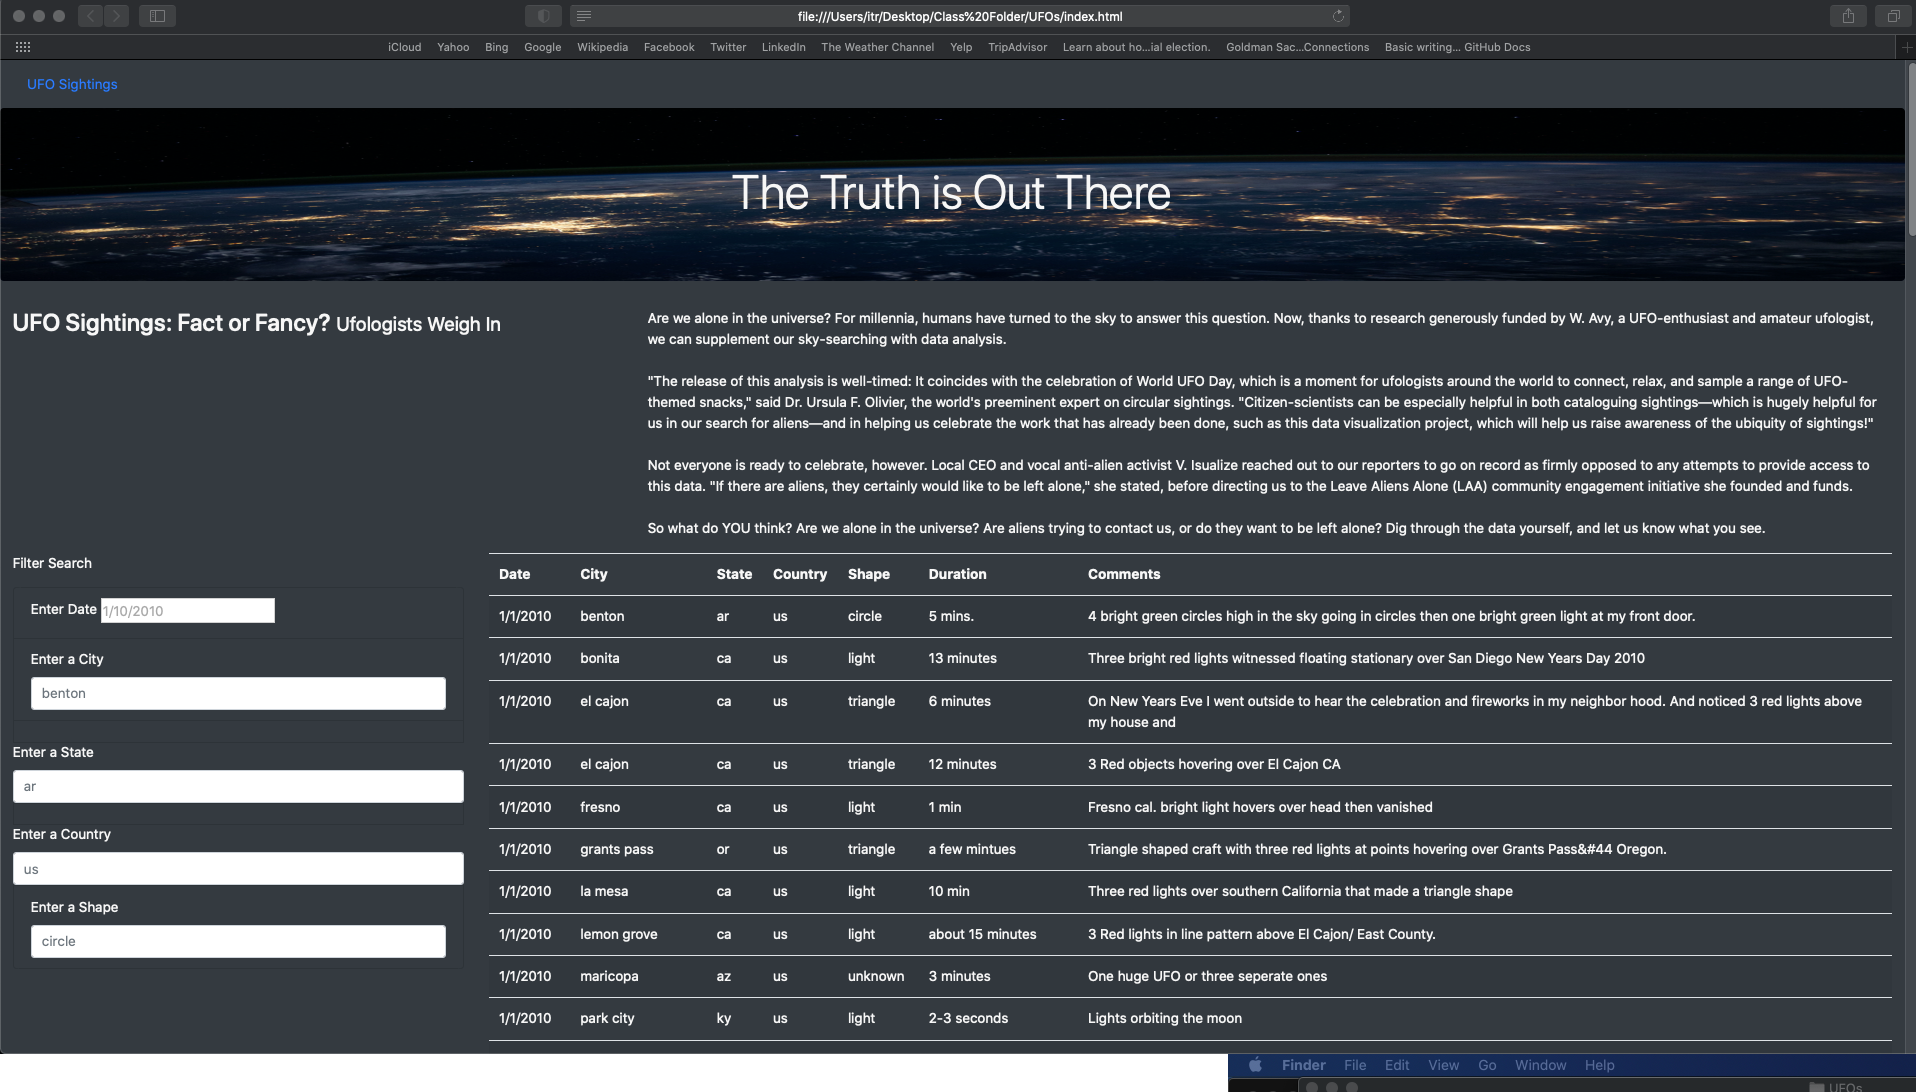 file:///Users/itr/Desktop/Class%20Folder/UFOs/index.html
iCloud Yahoo Bing Google Wikipedia Facebook Twitter LinkedIn The Weather Channel Yelp TripAdvisor Learn about ho...ial election. Goldman Sac...Connections Basic writing... GitHub Docs
UFO Sightings
The Truth is Out There
UFO Sightings: Fact or Fancy? Ufologists Weigh In
Are we alone in the universe? For millennia, humans have turned to the sky to answer this question. Now, thanks to research generously funded by W. Avy, a UFO-enthusiast and amateur ufologist,
we can supplement our sky-searching with data analysis.
"The release of this analysis is well-timed: It coincides with the celebration of World UFO Day, which is a moment for ufologists around the world to connect, relax, and sample a range of UFO-
themed snacks," said Dr. Ursula F. Olivier, the world's preeminent expert on circular sightings. "Citizen-scientists can be especially helpful in both cataloguing sightings—which is hugely helpful for
us in our search for aliens—and in helping us celebrate the work that has already been done, such as this data visualization project, which will help us raise awareness of the ubiquity of sightings!"
Not everyone is ready to celebrate, however. Local CEO and vocal anti-alien activist V. Isualize reached out to our reporters to go on record as firmly opposed to any attempts to provide access to
this data. "If there are aliens, they certainly would like to be left alone," she stated, before directing us to the Leave Aliens Alone (LAA) community engagement initiative she founded and funds.
So what do YOU think? Are we alone in the universe? Are aliens trying to contact us, or do they want to be left alone? Dig through the data yourself, and let us know what you see.
Filter Search
Enter Date 1/10/2010
Enter a City
benton
Enter a State
ar
Enter a Country
us
Enter a Shape
circle
Date City State Country Shape Duration Comments
1/1/2010 benton ar us circle 5 mins. 4 bright green circles high in the sky going in circles then one bright green light at my front door.
1/1/2010 bonita ca us light 13 minutes Three bright red lights witnessed floating stationary over San Diego New Years Day 2010
1/1/2010 el cajon ca us triangle 6 minutes On New Years Eve I went outside to hear the celebration and fireworks in my neighbor hood. And noticed 3 red lights above
my house and
1/1/2010 el cajon ca us triangle 12 minutes 3 Red objects hovering over El Cajon CA
1/1/2010 fresno ca us light 1 min Fresno cal. bright light hovers over head then vanished
1/1/2010 grants pass or us triangle a few mintues Triangle shaped craft with three red lights at points hovering over Grants Pass&#44 Oregon.
1/1/2010 la mesa ca us light 10 min Three red lights over southern California that made a triangle shape
1/1/2010 lemon grove ca us light about 15 minutes 3 Red lights in line pattern above El Cajon/ East County.
1/1/2010 maricopa az us unknown 3 minutes One huge UFO or three seperate ones
1/1/2010 park city ky us light 2-3 seconds Lights orbiting the moon
Finder File Edit View Go Window Help
UFOs